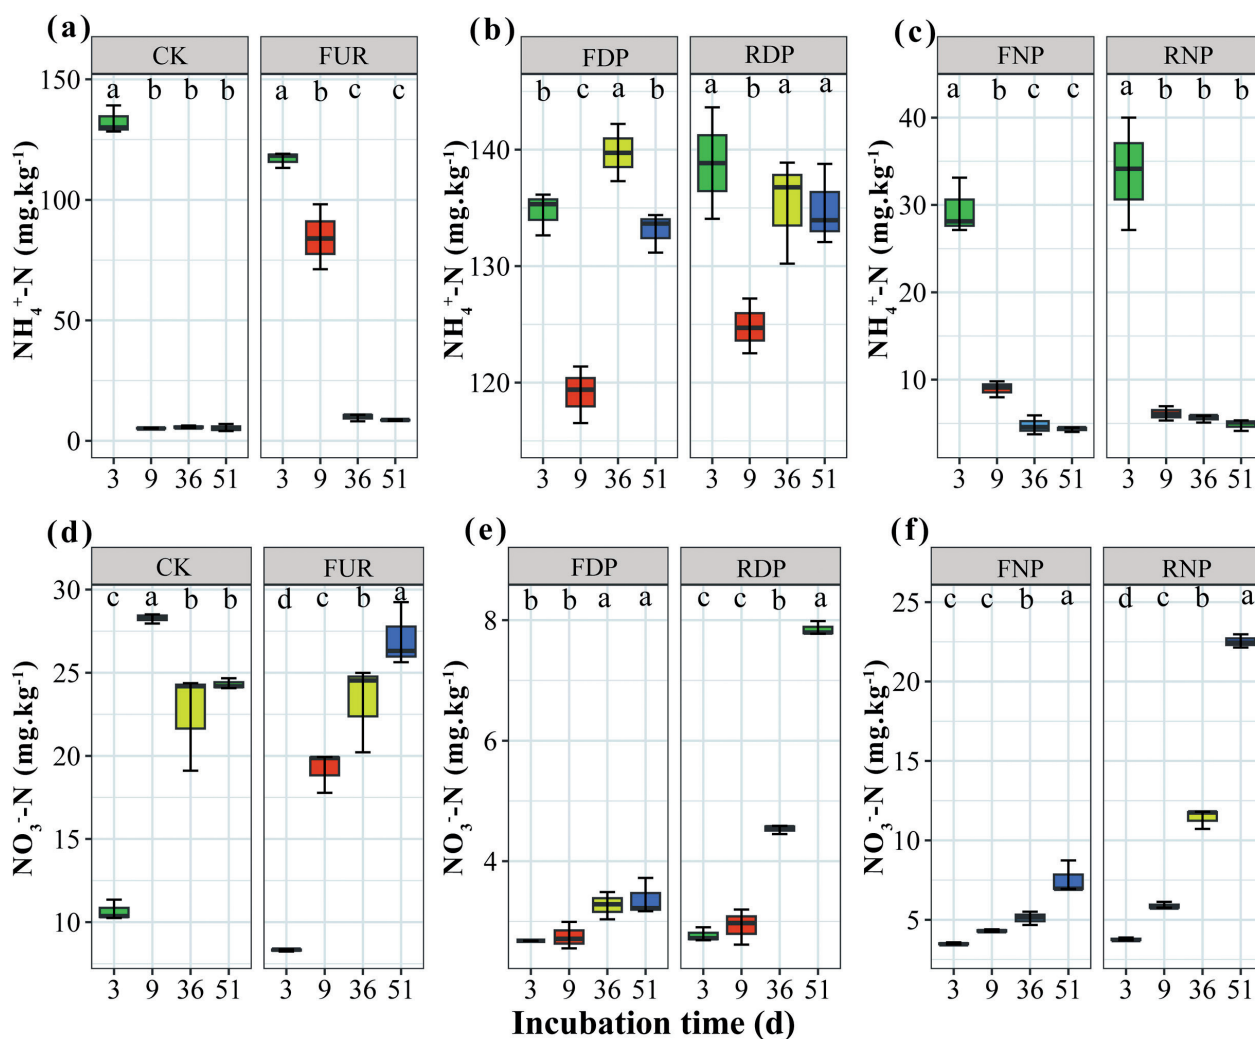 (a)
CK FUR
a b b b a b c c
150
100
50
0
NH₄⁺-N (mg.kg⁻¹)
3 9 36 51 3 9 36 51
(b)
FDP RDP
b c a b a b a a
140
130
120
NH₄⁺-N (mg.kg⁻¹)
3 9 36 51 3 9 36 51
(c)
FNP RNP
a b c c a b b b
40
30
20
10
NH₄⁺-N (mg.kg⁻¹)
3 9 36 51 3 9 36 51
(d)
CK FUR
c a b b d c b a
30
25
20
15
10
NO₃⁻-N (mg.kg⁻¹)
3 9 36 51 3 9 36 51
(e)
FDP RDP
b b a a c c b a
8
6
4
NO₃⁻-N (mg.kg⁻¹)
3 9 36 51 3 9 36 51
(f)
FNP RNP
c c b a d c b a
25
20
15
10
5
NO₃⁻-N (mg.kg⁻¹)
3 9 36 51 3 9 36 51
Incubation time (d)